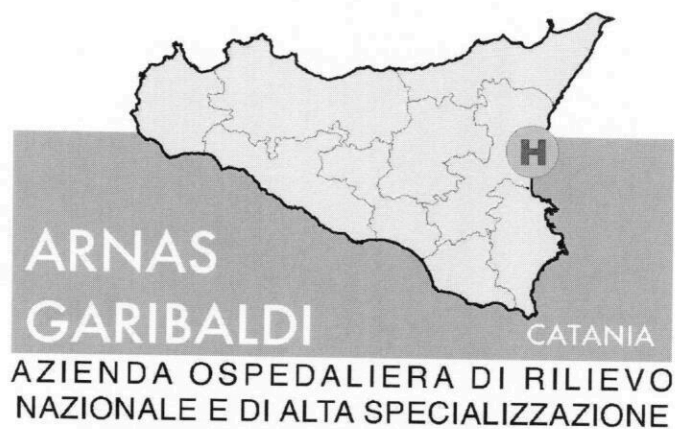 H
ARNAS
GARIBALDI
CATANIA
AZIENDA OSPEDALIERA DI RILIEVO
NAZIONALE E DI ALTA SPECIALIZZAZIONE